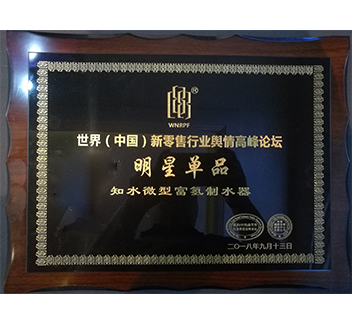 ®
WNRPF
世界（中国）新零售行业舆情高峰论坛
明星单品
知水微型富氢制水器
二〇一八年九月十三日